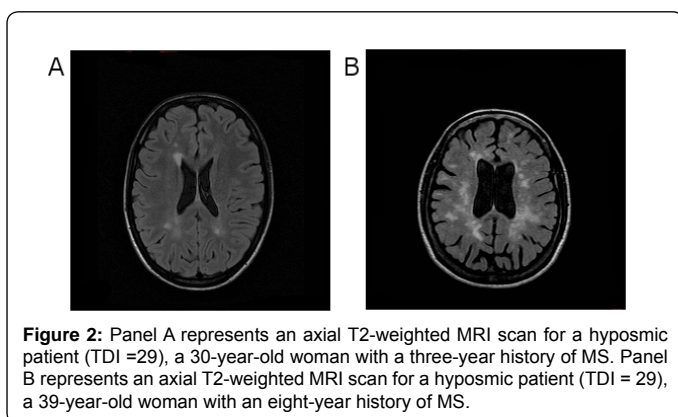 A B
Figure 2: Panel A represents an axial T2-weighted MRI scan for a hyposmic
patient (TDI =29), a 30-year-old woman with a three-year history of MS. Panel
B represents an axial T2-weighted MRI scan for a hyposmic patient (TDI = 29),
a 39-year-old woman with an eight-year history of MS.